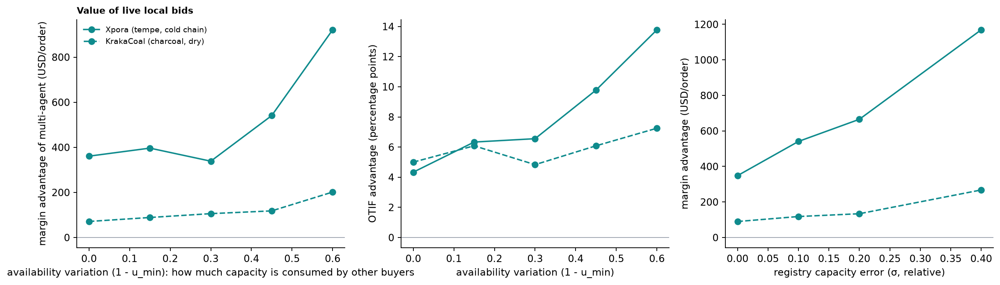 Value of live local bids
Xpora (tempe, cold chain)
KrakaCoal (charcoal, dry)
margin advantage of multi-agent (USD/order)
800
600
400
200
0
0.0 0.1 0.2 0.3 0.4 0.5 0.6
availability variation (1 - u_min): how much capacity is consumed by other buyers
OTIF advantage (percentage points)
14
12
10
8
6
4
2
0
0.0 0.1 0.2 0.3 0.4 0.5 0.6
availability variation (1 - u_min)
margin advantage (USD/order)
1200
1000
800
600
400
200
0
0.00 0.05 0.10 0.15 0.20 0.25 0.30 0.35 0.40
registry capacity error (σ, relative)